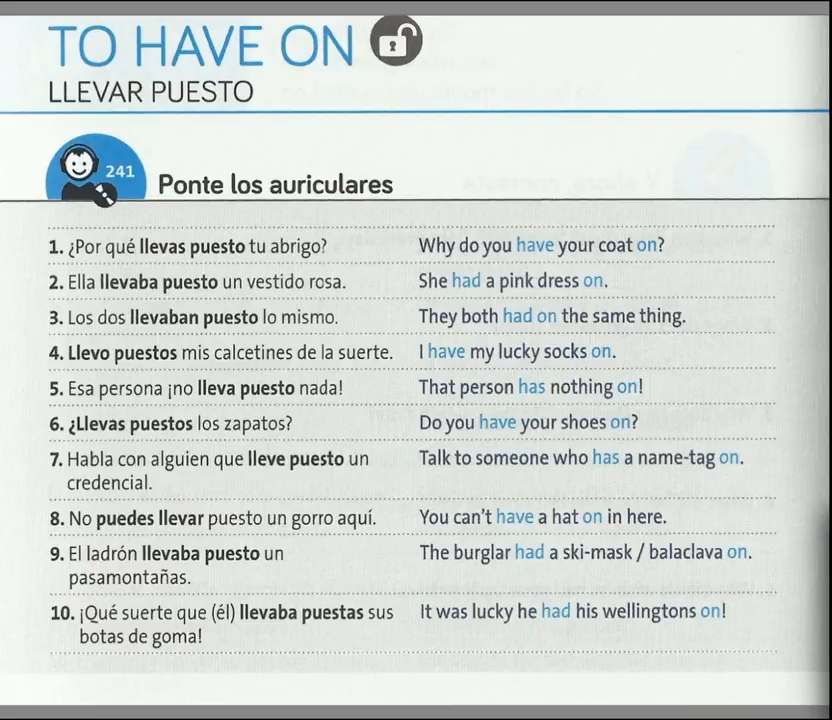 TO HAVE ON
LLEVAR PUESTO
241 Ponte los auriculares
1. ¿Por qué llevas puesto tu abrigo? Why do you have your coat on?
2. Ella llevaba puesto un vestido rosa. She had a pink dress on.
3. Los dos llevaban puesto lo mismo. They both had on the same thing.
4. Llevo puestos mis calcetines de la suerte. I have my lucky socks on.
5. Esa persona ¡no lleva puesto nada! That person has nothing on!
6. ¿Llevas puestos los zapatos? Do you have your shoes on?
7. Habla con alguien que lleve puesto un Talk to someone who has a name-tag on.
credencial.
8. No puedes llevar puesto un gorro aquí. You can't have a hat on in here.
9. El ladrón llevaba puesto un The burglar had a ski-mask / balaclava on.
pasamontañas.
10. ¡Qué suerte que (él) llevaba puestas sus It was lucky he had his wellingtons on!
botas de goma!